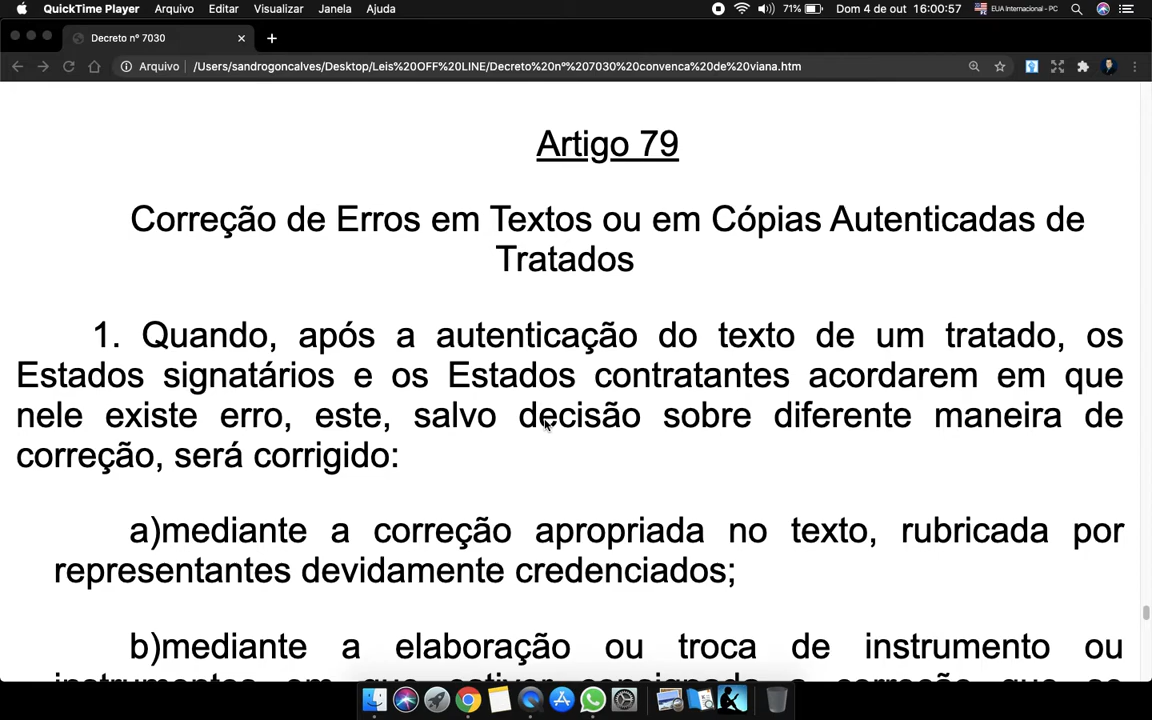 QuickTime Player Arquivo Editar Visualizar Janela Ajuda 71% Dom 4 de out 16:00:57 EUA Internacional - PC
Decreto nº 7030
Arquivo /Users/sandrogoncalves/Desktop/Leis%20OFF%20LINE/Decreto%20nº%207030%20convenca%20de%20viana.htm
Artigo 79
Correção de Erros em Textos ou em Cópias Autenticadas de
Tratados
1. Quando, após a autenticação do texto de um tratado, os
Estados signatários e os Estados contratantes acordarem em que
nele existe erro, este, salvo decisão sobre diferente maneira de
correção, será corrigido:
a)mediante a correção apropriada no texto, rubricada por
representantes devidamente credenciados;
b)mediante a elaboração ou troca de instrumento ou